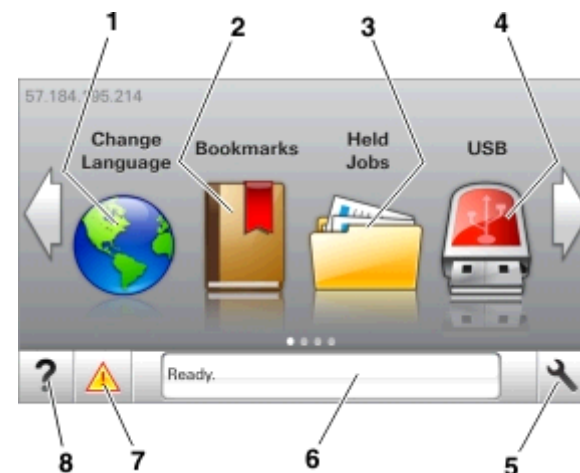 1 2 3 4
57.184.195.214
Change
Language
Bookmarks
Held
Jobs
USB
? Ready.
8 7 6 5